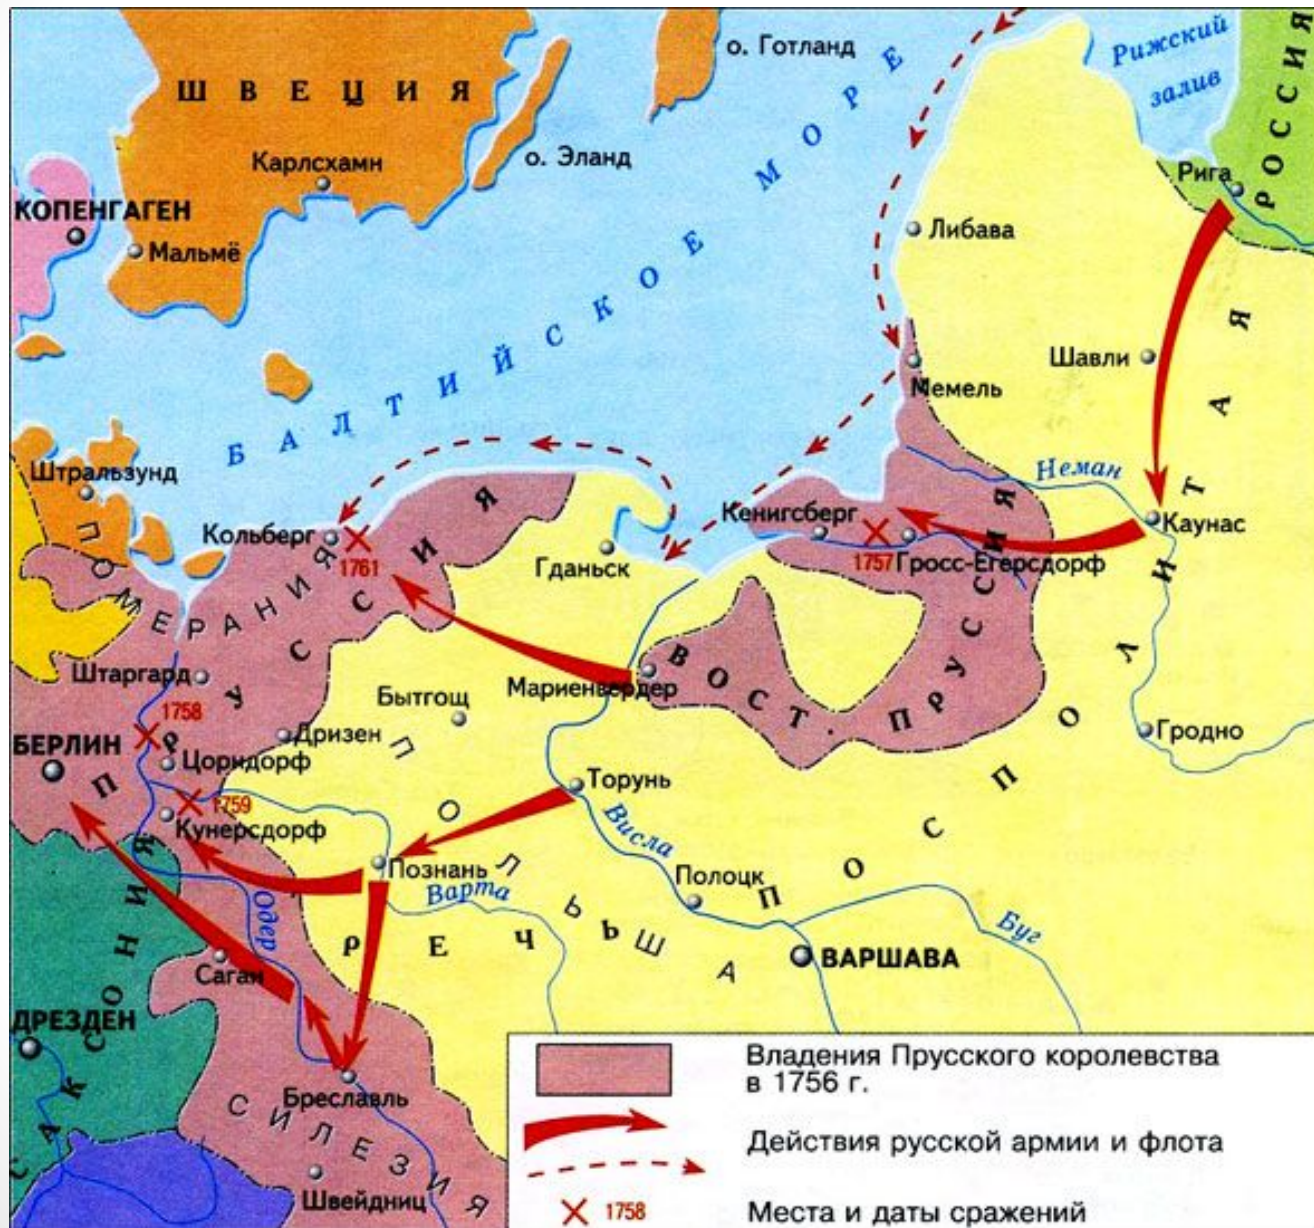 ШВЕЦИЯ
о. Готланд
Рижский
залив
РОССИЯ
Карлсхамн
о. Эланд
Рига
КОПЕНГАГЕН
Мальмё
Либава
БАЛТИЙСКОЕ МОРЕ
Шавли
Мемель
Штральзунд
Неман
Кольберг
1761
Кенигсберг
Каунас
Гданьск
1757
Гросс-Егерсдорф
ПОМЕРАНИЯ
ПРУССИЯ
Штаргард
Мариенвердер
ВОСТ. ПРУССИЯ
Бытгощ
1758
Дризен
БЕРЛИН
Цорндорф
Гродно
Торунь
1759
Кунерсдорф
Висла
Познань
Варта
Полоцк
ПОЛЬША
РЕЧЬ ПОСПОЛИТАЯ
Одер
Буг
Саган
ВАРШАВА
ДРЕЗДЕН
САКСОНИЯ
Бреславль
СИЛЕЗИЯ
Швейдниц
Владения Прусского королевства
в 1756 г.
Действия русской армии и флота
1758
Места и даты сражений